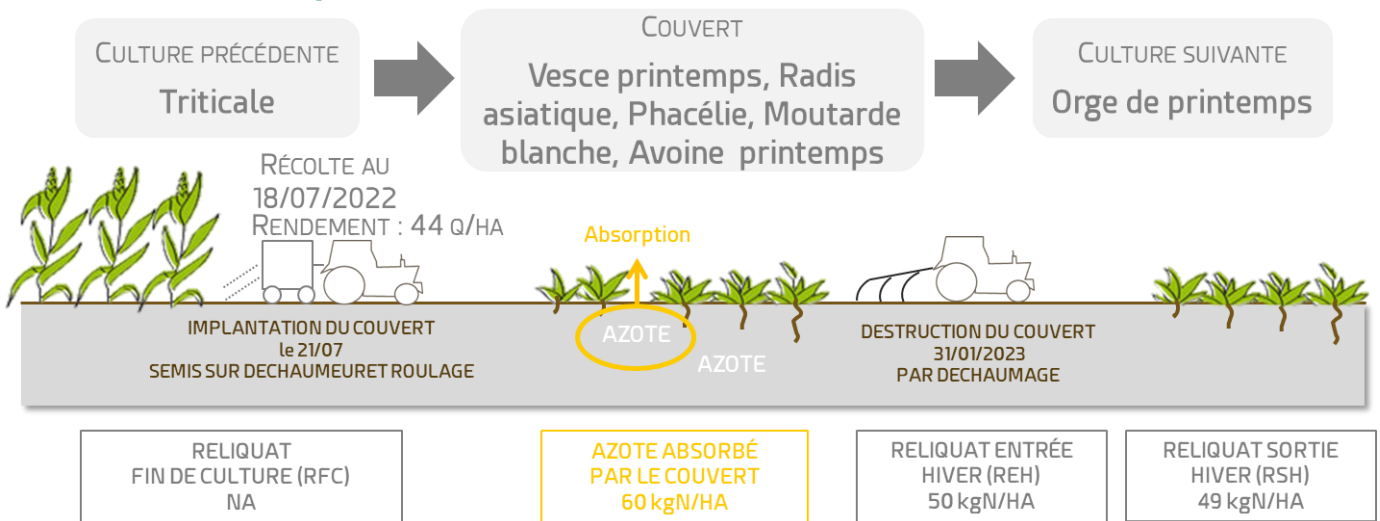 CULTURE PRÉCÉDENTE
Triticale
COUVERT
Vesce printemps, Radis
asiatique, Phacélie, Moutarde
blanche, Avoine printemps
CULTURE SUIVANTE
Orge de printemps
RÉCOLTE AU
18/07/2022
RENDEMENT : 44 Q/HA
Absorption
IMPLANTATION DU COUVERT
le 21/07
SEMIS SUR DECHAUMEURET ROULAGE
AZOTE
AZOTE
DESTRUCTION DU COUVERT
31/01/2023
PAR DECHAUMAGE
RELIQUAT
FIN DE CULTURE (RFC)
NA
AZOTE ABSORBÉ
PAR LE COUVERT
60 kgN/HA
RELIQUAT ENTRÉE
HIVER (REH)
50 kgN/HA
RELIQUAT SORTIE
HIVER (RSH)
49 kgN/HA